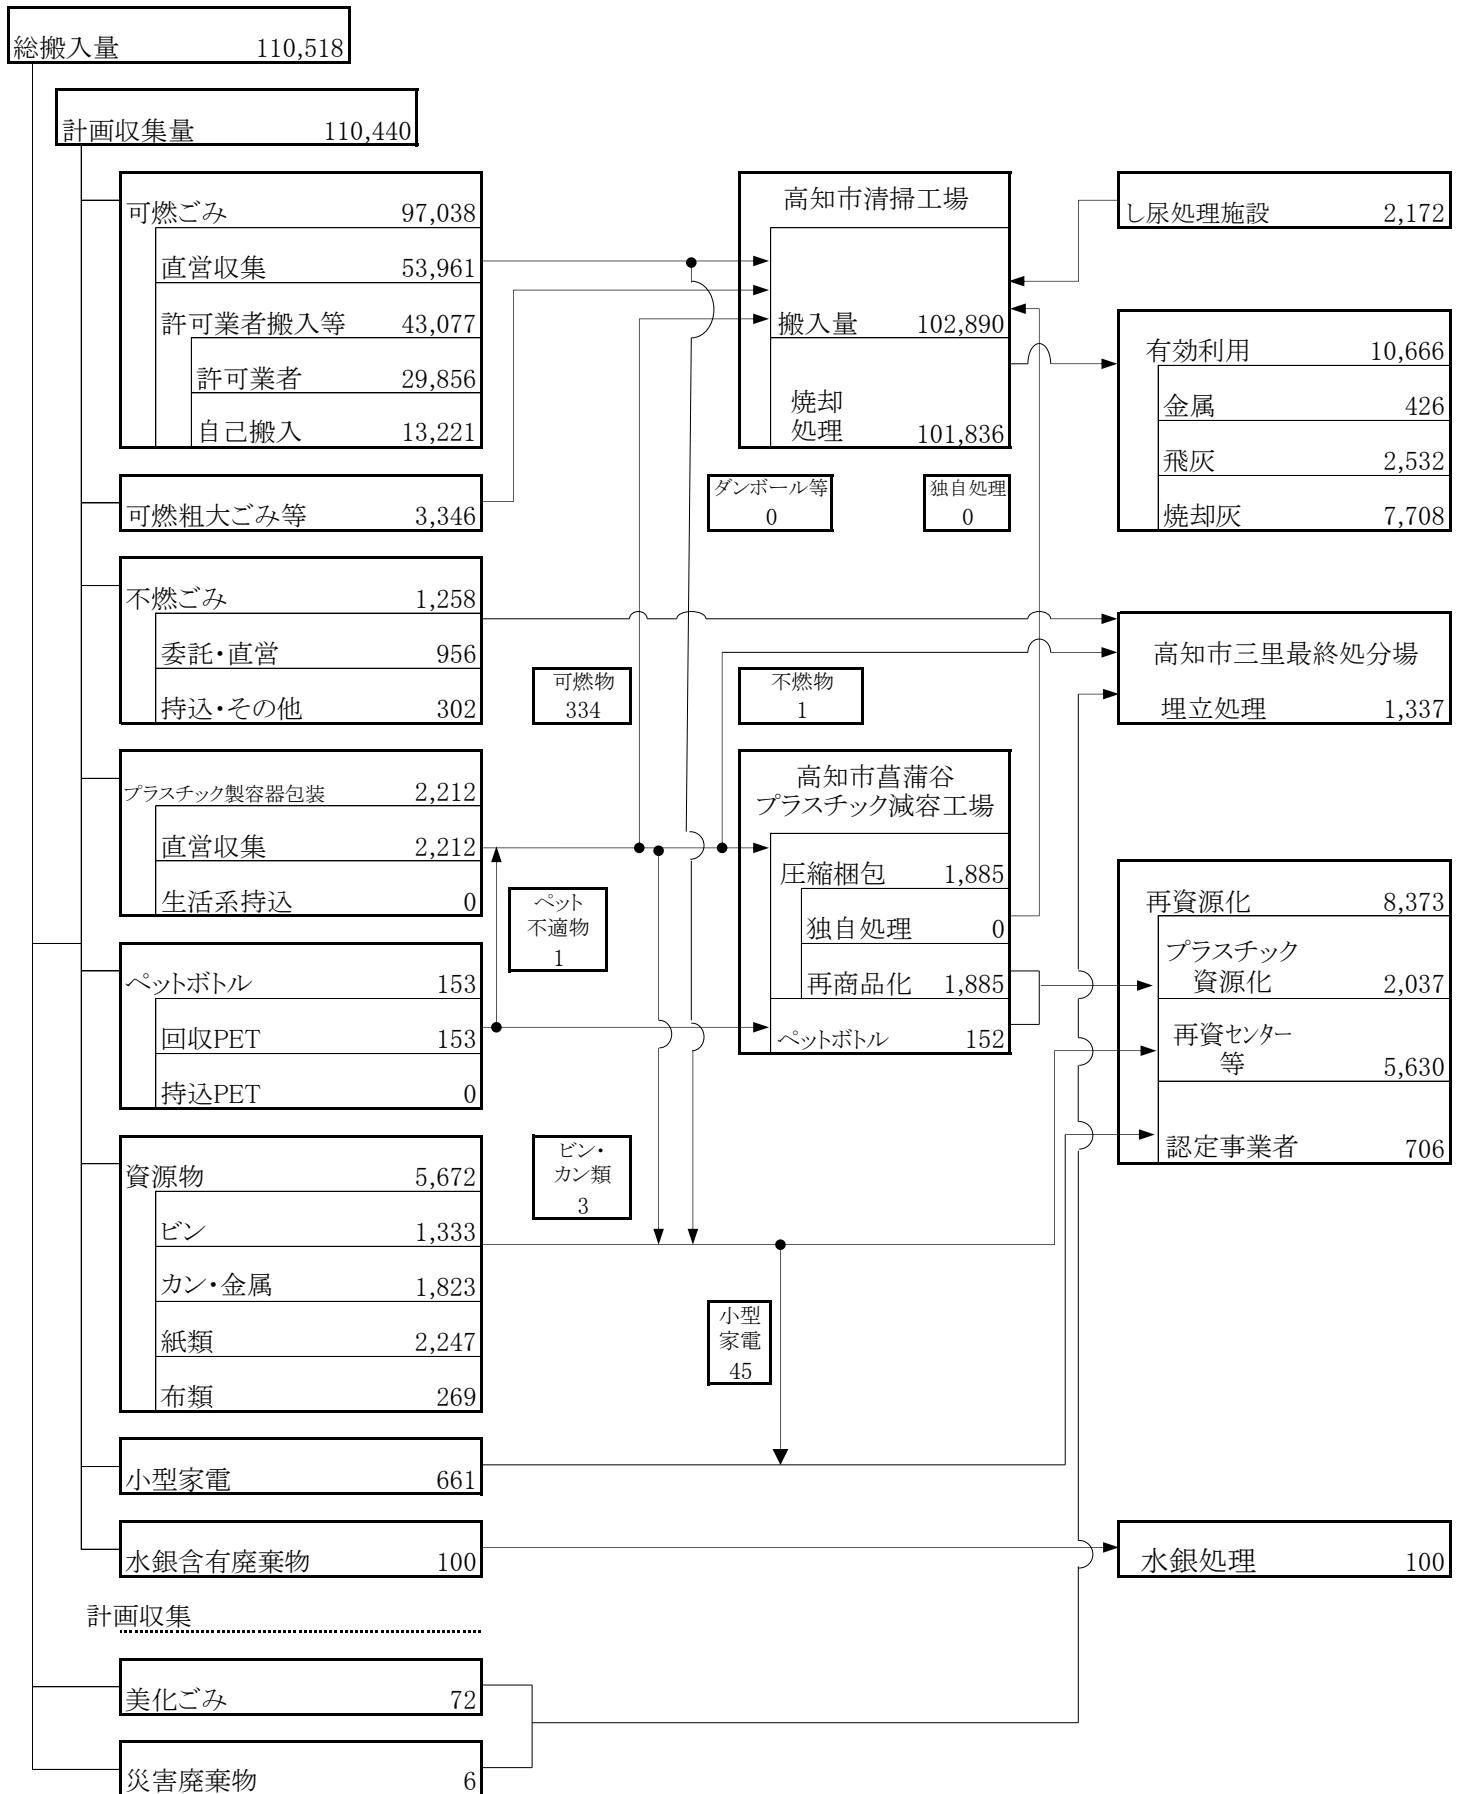 総搬入量 110,518
計画収集量 110,440
可燃ごみ 97,038
直営収集 53,961
許可業者搬入等 43,077
許可業者 29,856
自己搬入 13,221
可燃粗大ごみ等 3,346
不燃ごみ 1,258
委託・直営 956
持込・その他 302
プラスチック製容器包装 2,212
直営収集 2,212
生活系持込 0
ペットボトル 153
回収PET 153
持込PET 0
資源物 5,672
ビン 1,333
カン・金属 1,823
紙類 2,247
布類 269
小型家電 661
水銀含有廃棄物 100
計画収集
美化ごみ 72
災害廃棄物 6
可燃物
334
ペット
不適物
1
ビン・
カン類
3
高知市清掃工場
搬入量 102,890
焼却
処理 101,836
ダンボール等
0
独自処理
0
不燃物
1
高知市菖蒲谷
プラスチック減容工場
圧縮梱包 1,885
独自処理 0
再商品化 1,885
ペットボトル 152
小型
家電
45
し尿処理施設 2,172
有効利用 10,666
金属 426
飛灰 2,532
焼却灰 7,708
高知市三里最終処分場
埋立処理 1,337
再資源化 8,373
プラスチック
資源化 2,037
再資センター
等 5,630
認定事業者 706
水銀処理 100